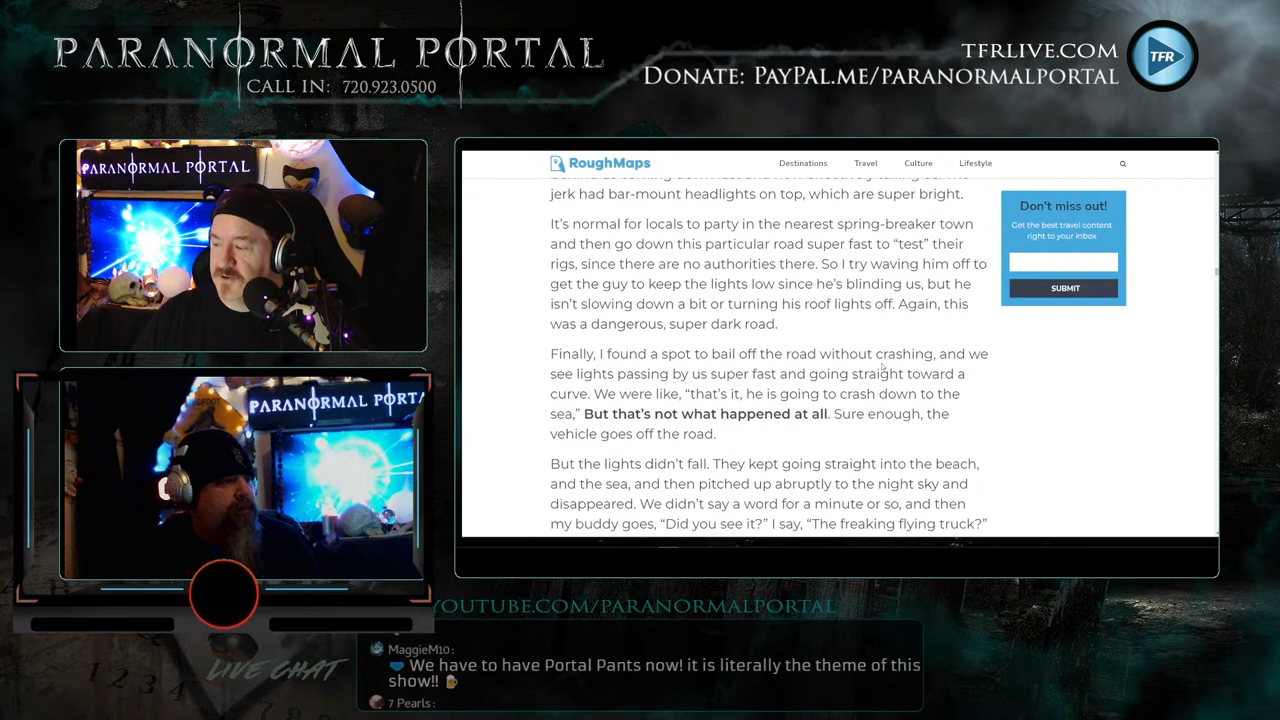 PARANORMAL PORTAL
CALL IN: 720.923.0500
TFRLIVE.COM
DONATE: PAYPAL.ME/PARANORMALPORTAL
TFR
PARANORMAL PORTAL
PARANORMAL PORTA
RoughMaps
Destinations
Travel
Culture
Lifestyle
jerk had bar-mount headlights on top, which are super bright.
It's normal for locals to party in the nearest spring-breaker town
and then go down this particular road super fast to “test” their
rigs, since there are no authorities there. So I try waving him off to
get the guy to keep the lights low since he's blinding us, but he
isn't slowing down a bit or turning his roof lights off. Again, this
was a dangerous, super dark road.
Finally, I found a spot to bail off the road without crashing, and we
see lights passing by us super fast and going straight toward a
curve. We were like, “that's it, he is going to crash down to the
sea,” But that's not what happened at all. Sure enough, the
vehicle goes off the road.
But the lights didn't fall. They kept going straight into the beach,
and the sea, and then pitched up abruptly to the night sky and
disappeared. We didn't say a word for a minute or so, and then
my buddy goes, “Did you see it?” I say, “The freaking flying truck?”
Don't miss out!
Get the best travel content
right to your inbox
SUBMIT
YOUTUBE.COM/PARANORMALPORTAL
LIVE CHAT
MaggieM10:
We have to have Portal Pants now! it is literally the theme of this
show!!
7 Pearls:
1 2 3 4